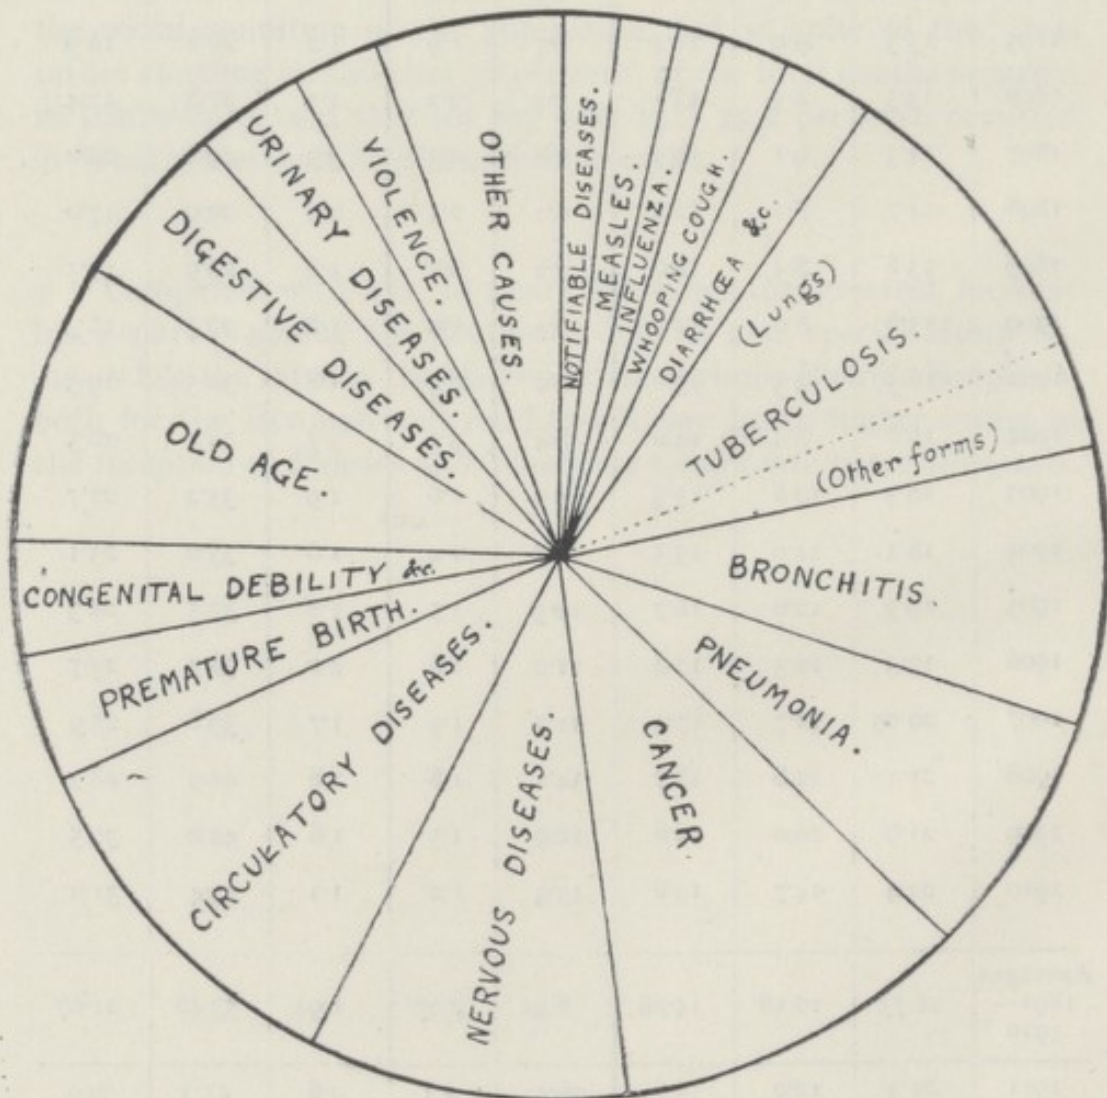 NOTIFIABLE DISEASES.
MEASLES.
INFLUENZA.
WHOOPING COUGH.
DIARRHŒA &c.
(Lungs)
TUBERCULOSIS.
(Other forms)
BRONCHITIS.
PNEUMONIA.
CANCER.
NERVOUS DISEASES.
CIRCULATORY DISEASES.
PREMATURE BIRTH.
CONGENITAL DEBILITY &c.
OLD AGE.
DIGESTIVE DISEASES.
URINARY DISEASES.
VIOLENCE.
OTHER CAUSES